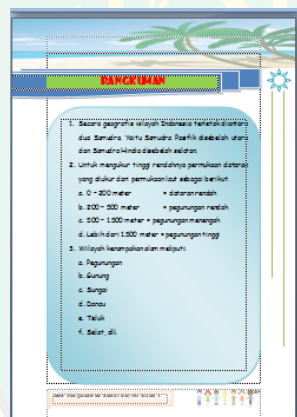 RANGKUMAN
1. Secara geografis wilayah Indonesia terletak diantara
dua Samudra. Yaitu Samudra Pasifik disebelah utara
dan Samudra Hindia disebelah selatan.
2. Untuk mengukur tinggi rendahnya permukaan dataran
yang diukur dari permukaan laut sebagai berikut.
a. 0 – 200 meter = dataran rendah
b. 200 – 500 meter = pegunungan rendah
c. 500 – 1.500 meter = pegunungan menengah
d. Lebih dari 1.500 meter = pegunungan tinggi
3. Wilayah kenampakan alam meliputi:
a. Pegunungan
b. Gunung
c. Sungai
d. Danau
e. Teluk
f. Selat, dll.